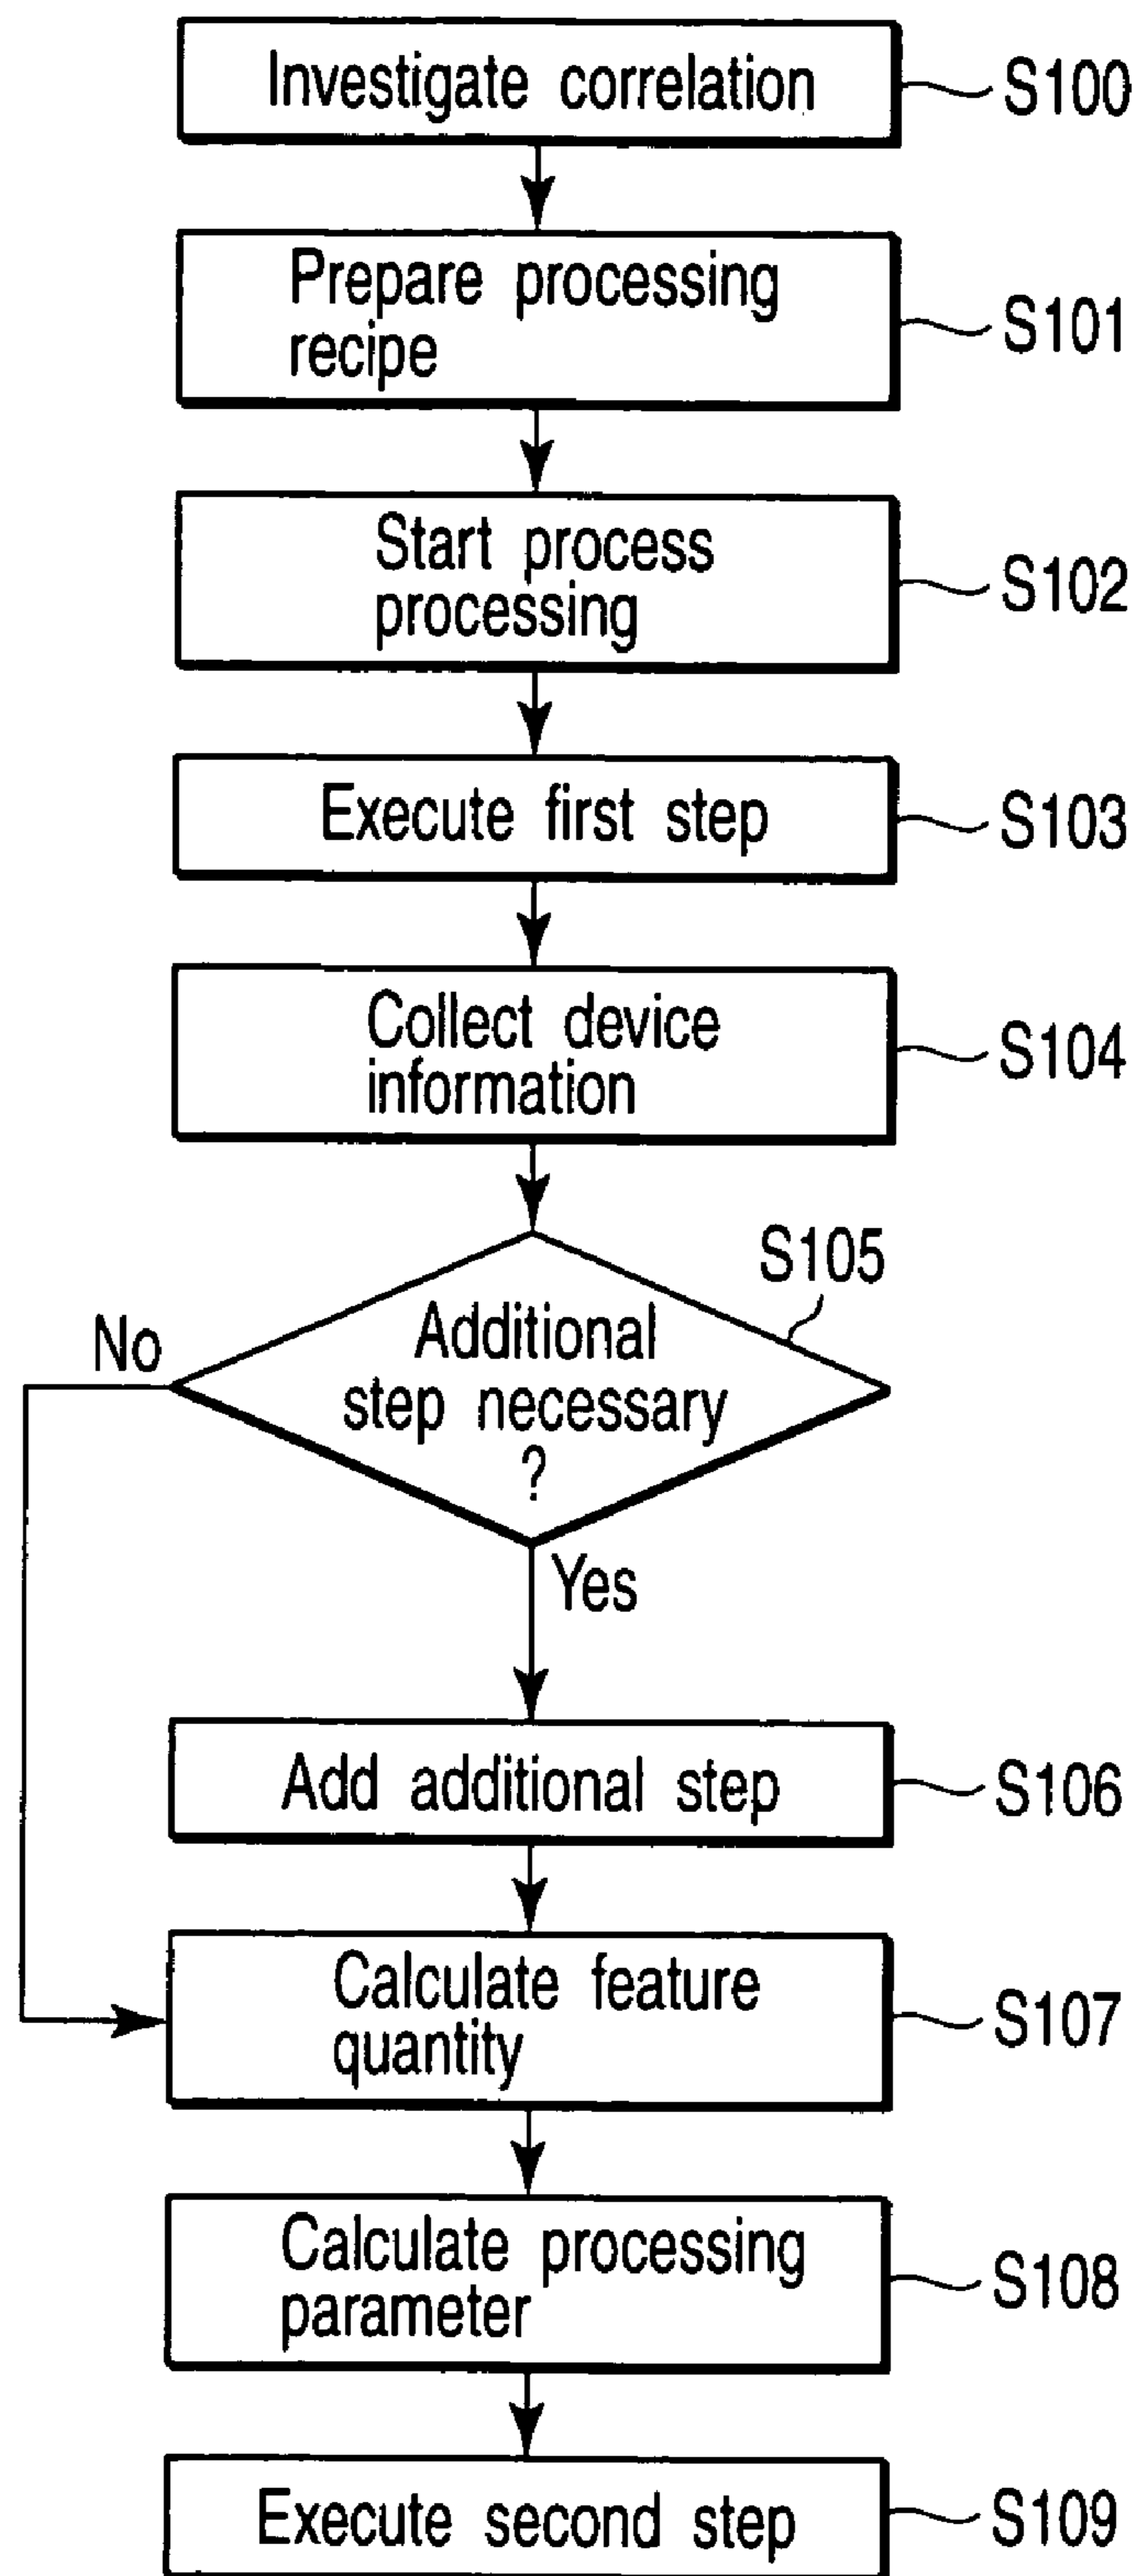 Investigate correlation
S100
Prepare processing
recipe
S101
Start process
processing
S102
Execute first step
S103
Collect device
information
S104
S105
No
Additional
step necessary
?
Yes
Add additional step
S106
Calculate feature
quantity
S107
Calculate processing
parameter
S108
Execute second step
S109